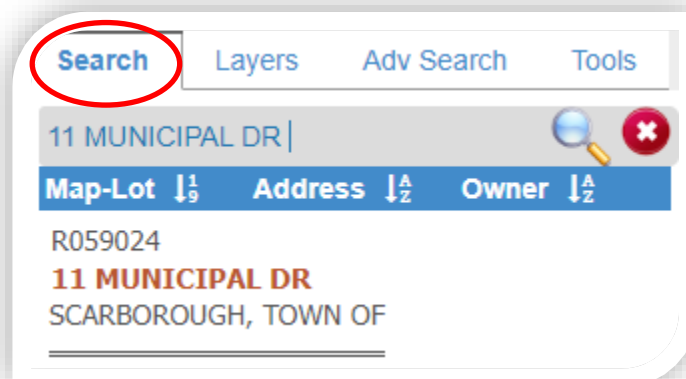 Search Layers Adv Search Tools
11 MUNICIPAL DR
Map-Lot Address Owner
R059024
11 MUNICIPAL DR
SCARBOROUGH, TOWN OF